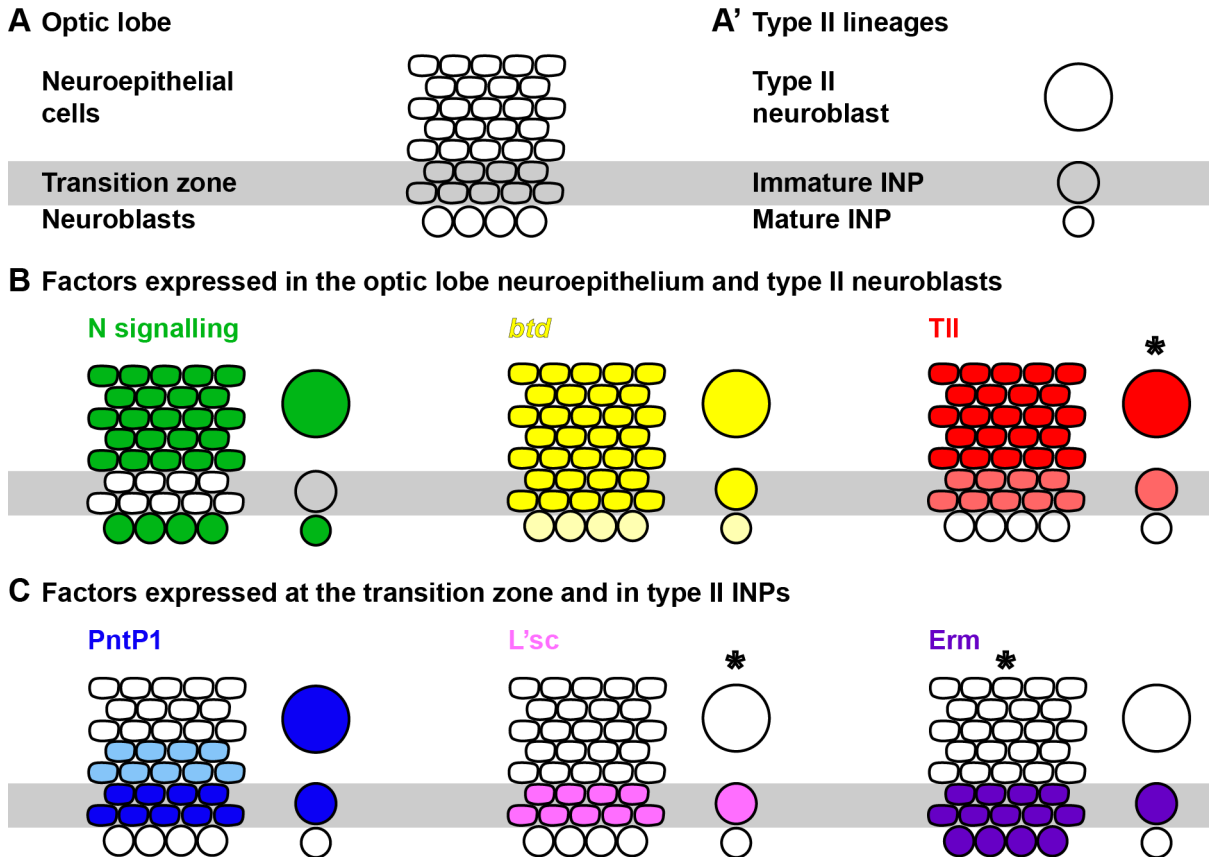 A Optic lobe
Neuroepithelial
cells
Transition zone
Neuroblasts
A' Type II lineages
Type II
neuroblast
Immature INP
Mature INP
B Factors expressed in the optic lobe neuroepithelium and type II neuroblasts
N signalling
btd
Tll
*
C Factors expressed at the transition zone and in type II INPs
PntP1
L'sc
*
Erm
*